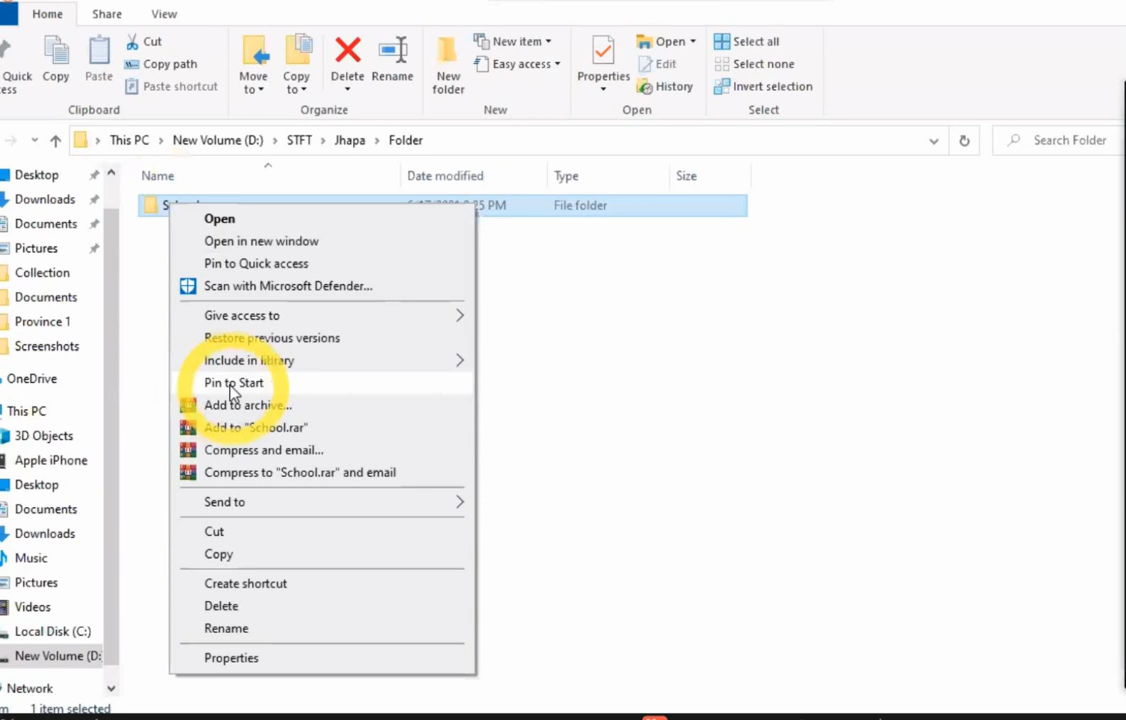 Home Share View
Cut
Copy path
Paste shortcut
Quick
Copy
Paste
Move to
Copy to
Delete
Rename
New folder
New item
Easy access
Properties
Open
Edit
History
Select all
Select none
Invert selection
Clipboard Organize New Open Select
This PC > New Volume (D:) > STFT > Jhapa > Folder
Search Folder
Name Date modified Type Size
PM File folder
Desktop
Downloads
Documents
Pictures
Collection
Documents
Province 1
Screenshots
OneDrive
This PC
3D Objects
Apple iPhone
Desktop
Documents
Downloads
Music
Pictures
Videos
Local Disk (C:)
New Volume (D:
Network
1 item selected
Open
Open in new window
Pin to Quick access
Scan with Microsoft Defender...
Give access to
Restore previous versions
Include in library
Pin to Start
Add to archive...
Add to "School.rar"
Compress and email...
Compress to "School.rar" and email
Send to
Cut
Copy
Create shortcut
Delete
Rename
Properties